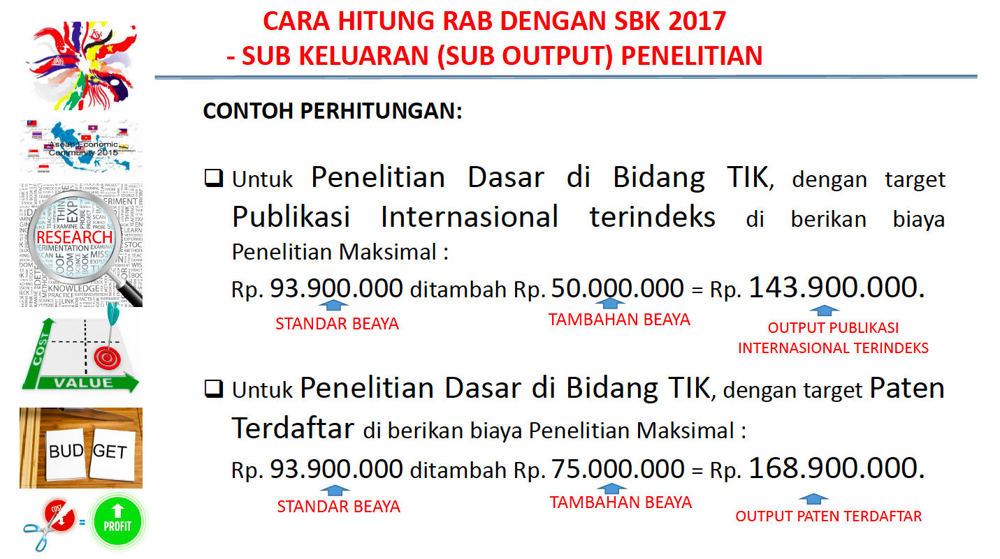 CARA HITUNG RAB DENGAN SBK 2017
- SUB KELUARAN (SUB OUTPUT) PENELITIAN
CONTOH PERHITUNGAN:
Untuk Penelitian Dasar di Bidang TIK, dengan target
Publikasi Internasional terindeks di berikan biaya
Penelitian Maksimal :
Rp. 93.900.000 ditambah Rp. 50.000.000 = Rp. 143.900.000.
STANDAR BEAYA
TAMBAHAN BEAYA
OUTPUT PUBLIKASI
INTERNASIONAL TERINDEKS
Untuk Penelitian Dasar di Bidang TIK, dengan target Paten
Terdaftar di berikan biaya Penelitian Maksimal :
Rp. 93.900.000 ditambah Rp. 75.000.000 = Rp. 168.900.000.
STANDAR BEAYA
TAMBAHAN BEAYA
OUTPUT PATEN TERDAFTAR
Asean Economic
Community 2015
RESEARCH
KNOWLEDGE
COST
VALUE
BUDGET
COST
=
PROFIT